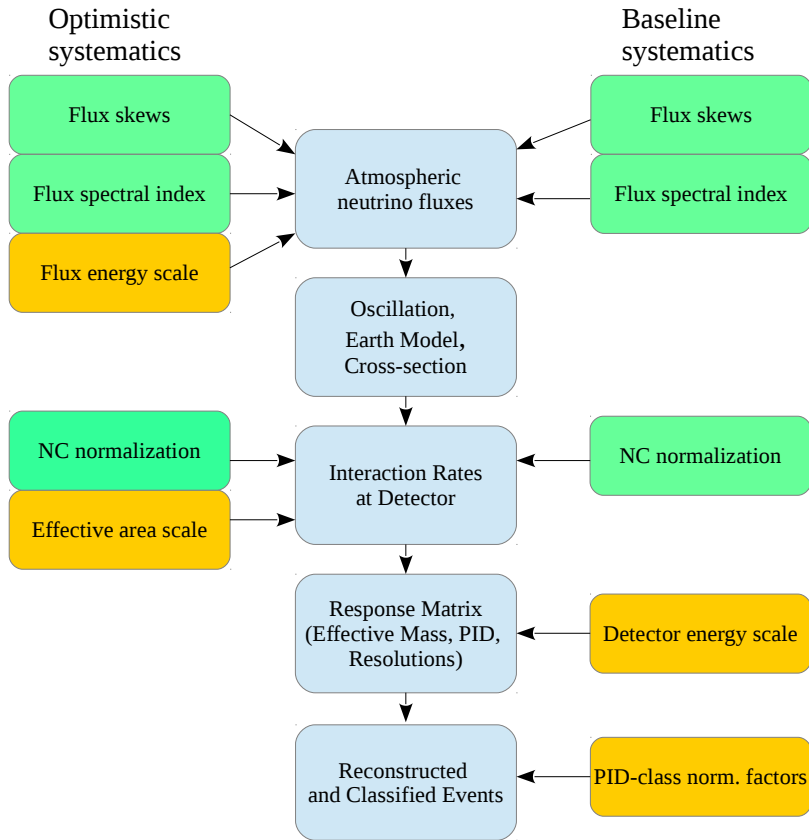 Optimistic
systematics
Baseline
systematics
Flux skews
Flux spectral index
Flux energy scale
Atmospheric
neutrino fluxes
Flux skews
Flux spectral index
Oscillation,
Earth Model,
Cross-section
NC normalization
Effective area scale
Interaction Rates
at Detector
NC normalization
Response Matrix
(Effective Mass, PID,
Resolutions)
Detector energy scale
Reconstructed
and Classified Events
PID-class norm. factors